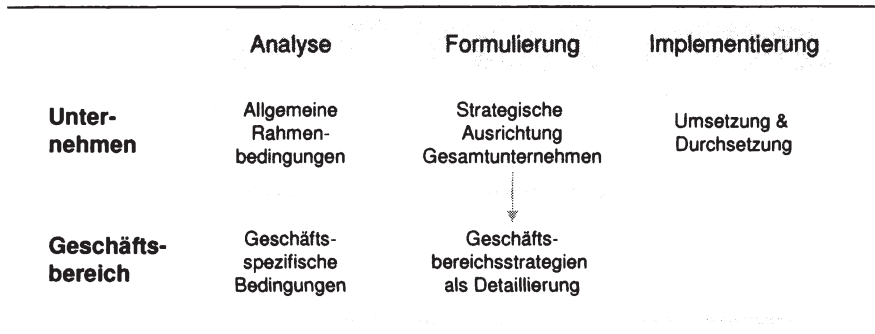 Analyse Formulierung Implementierung
Unter-
nehmen
Allgemeine
Rahmen-
bedingungen
Strategische
Ausrichtung
Gesamtunternehmen
Umsetzung &
Durchsetzung
Geschäfts-
bereich
Geschäfts-
spezifische
Bedingungen
Geschäfts-
bereichsstrategien
als Detaillierung